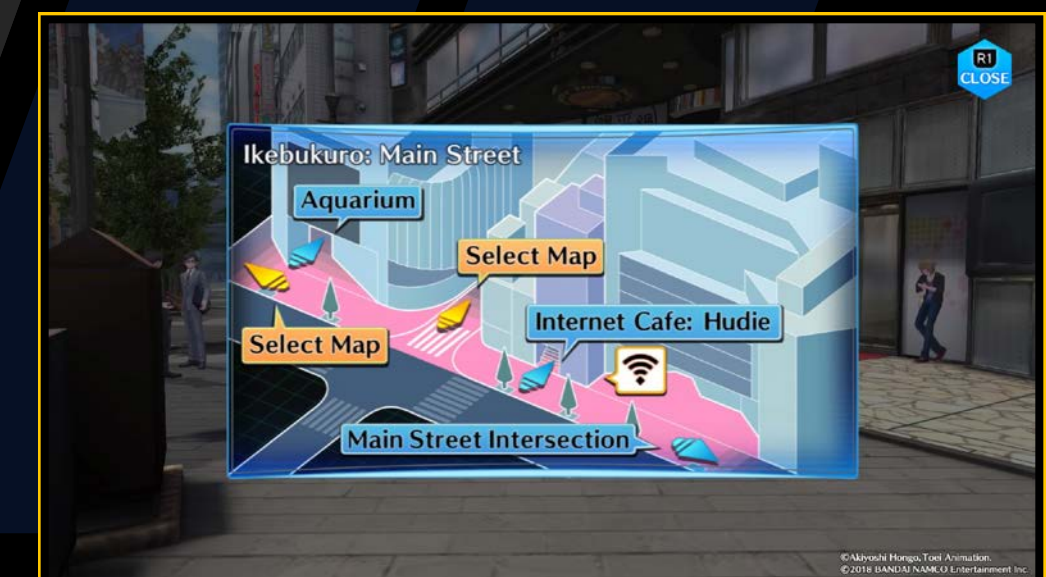 R1
CLOSE
Ikebukuro: Main Street
Aquarium
Select Map
Internet Cafe: Hudie
Select Map
Main Street Intersection
©Akiyoshi Hongo, Toei Animation.
©2018 BANDAI NAMCO Entertainment Inc.